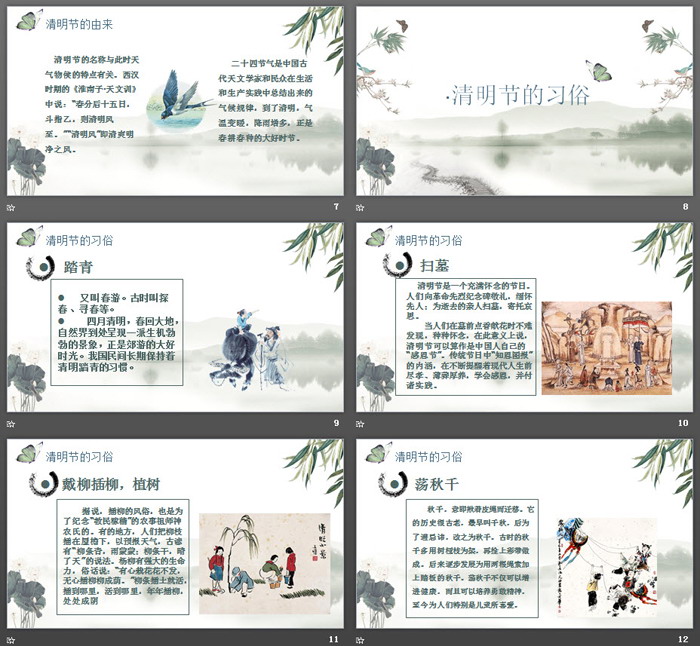 清明节的由来
清明节的名称与此时天
气物候的特点有关。西汉
时期的《淮南子·天文训》
中说：“春分后十五日，
斗指乙，则清明风
至。”“清明风”即清爽明
净之风。
二十四节气是中国古
代天文学家和民众在生活
和生产实践中总结出来的
气候规律，到了清明，气
温变暖，降雨增多，正是
春耕春种的大好时节。
7
·清明节的习俗
8
清明节的习俗
踏青
● 又叫春游。古时叫探
春、寻春等。
● 四月清明，春回大地，
自然界到处呈现一派生机勃
勃的景象，正是郊游的大好
时光。我国民间长期保持着
清明踏青的习惯。
9
清明节的习俗
扫墓
清明节是一个充满怀念的节日。
人们向革命先烈纪念碑敬礼，缅怀
先人；为逝去的亲人扫墓，寄托哀
思。
当人们在墓前点香献花时不难
发现，种种怀念，在此意义上说，
清明节可以算作是中国人自己的
“感恩节”。传统节日中“知恩图报”
的内涵，在不断提醒着现代人生前
尽孝、薄葬厚养，学会感恩，并付
诸实践。
10
清明节的习俗
戴柳插柳，植树
据说，插柳的风俗，也是为
了纪念“教民稼穑”的农事祖师神
农氏的。有的地方，人们把柳枝
插在屋檐下，以预报天气，古谚
有“柳条青，雨蒙蒙；柳条干，晴
了天”的说法。杨柳有强大的生命
力，俗话说：“有心栽花花不发，
无心插柳柳成荫。”柳条插土就活，
插到哪里，活到哪里，年年插柳，
处处成阴
11
清明节的习俗
荡秋千
秋千，意即揪着皮绳而迁移。它
的历史很古老，最早叫千秋，后为
了避忌讳，改之为秋千。古时的秋
千多用树桠枝为架，再栓上彩带做
成。后来逐步发展为用两根绳索加
上踏板的秋千。荡秋千不仅可以增
进健康，而且可以培养勇敢精神，
至今为人们特别是儿童所喜爱。
12